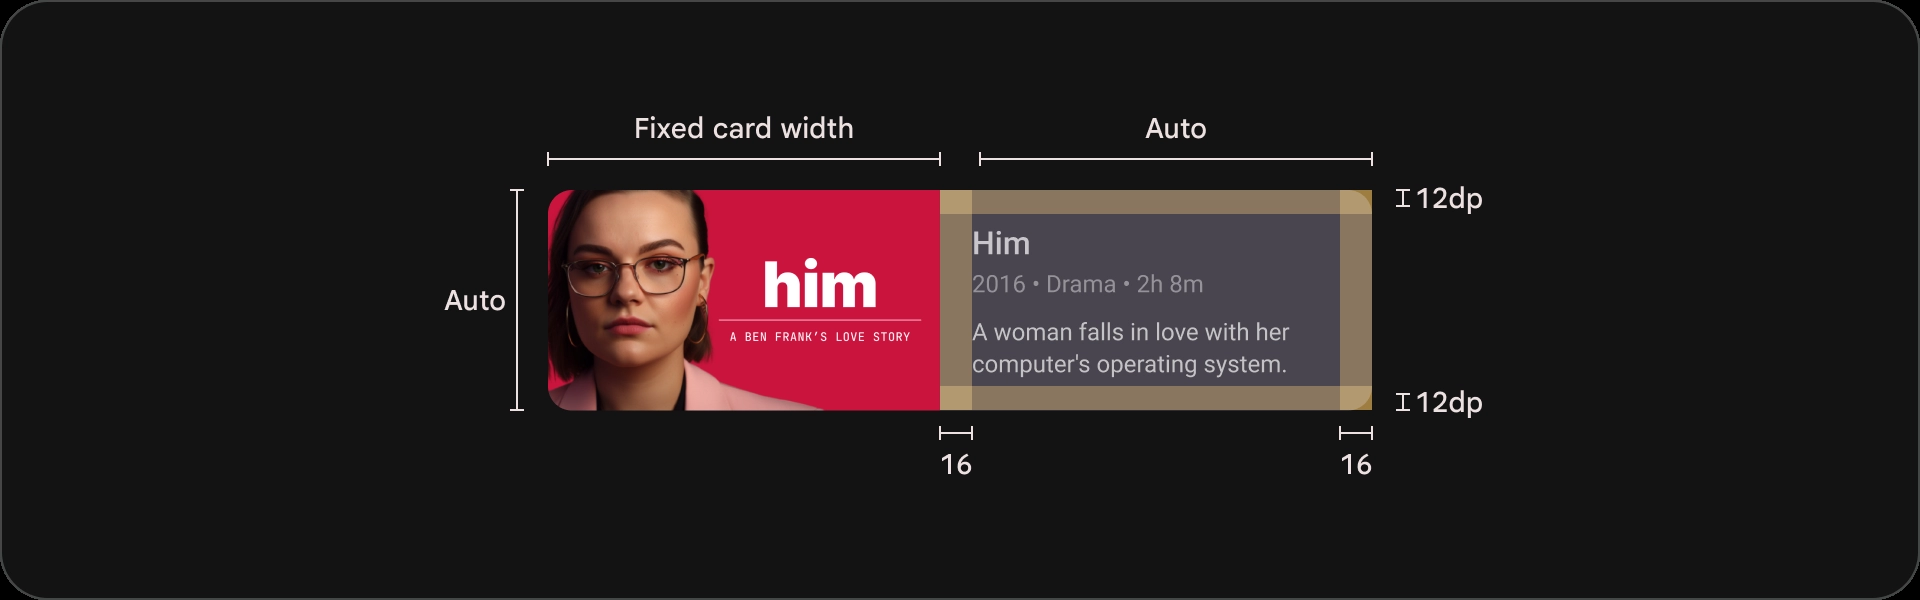 Fixed card width
Auto
12dp
Auto
him
A BEN FRANK’S LOVE STORY
Him
2016 • Drama • 2h 8m
A woman falls in love with her
computer's operating system.
12dp
16
16